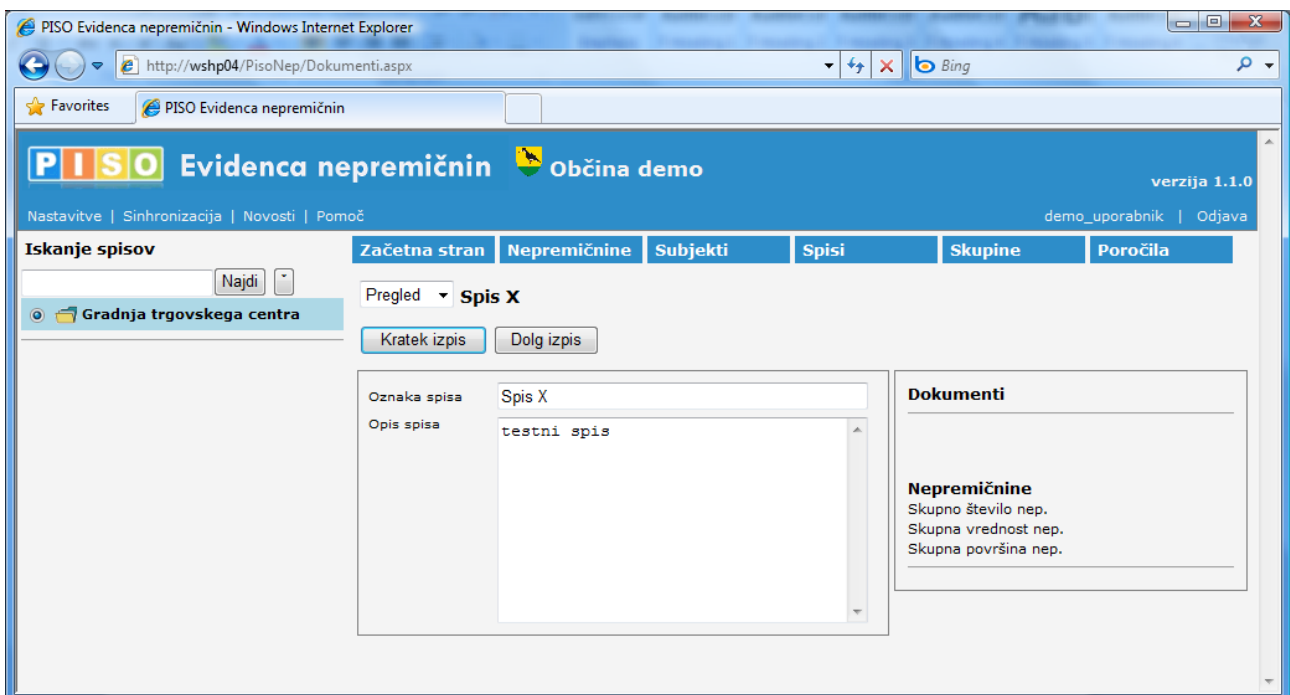 PISO Evidenca nepremičnin - Windows Internet Explorer
http://wshp04/PisoNep/Dokumenti.aspx
Bing
Favorites
PISO Evidenca nepremičnin
PISO Evidenca nepremičnin Občina demo
verzija 1.1.0
Nastavitve | Sinhronizacija | Novosti | Pomoč
demo_uporabnik | Odjava
Iskanje spisov
Začetna stran Nepremičnine Subjekti Spisi Skupine Poročila
Najdi
Gradnja trgovskega centra
Pregled Spis X
Kratek izpis Dolg izpis
Oznaka spisa Spis X
Opis spisa testni spis
Dokumenti
Nepremičnine
Skupno število nep.
Skupna vrednost nep.
Skupna površina nep.